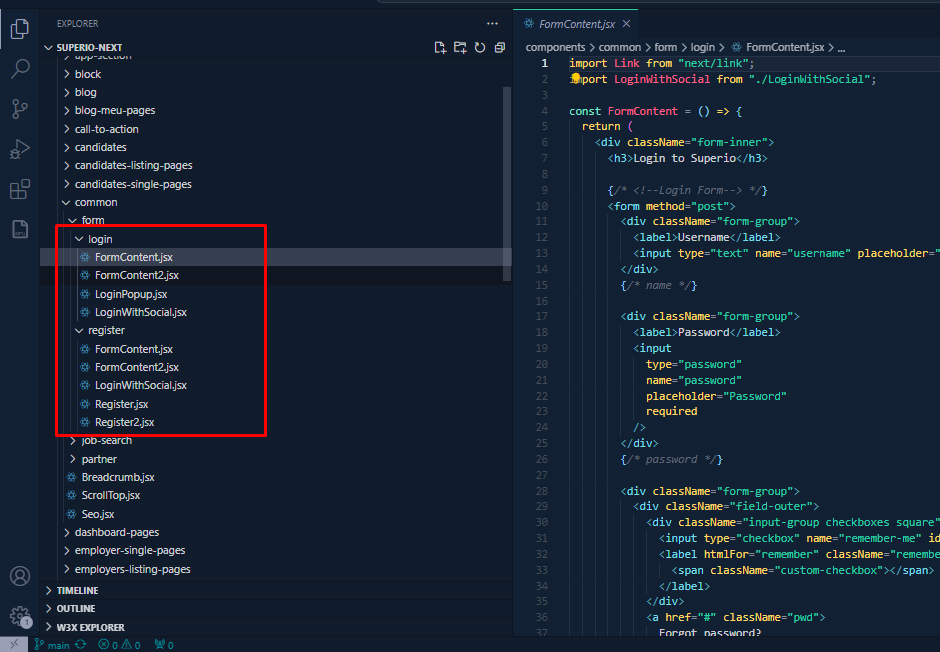 EXPLORER
SUPERIO-NEXT
app-section
block
blog
blog-meu-pages
call-to-action
candidates
candidates-listing-pages
candidates-single-pages
common
form
login
FormContent.jsx
FormContent2.jsx
LoginPopup.jsx
LoginWithSocial.jsx
register
FormContent.jsx
FormContent2.jsx
LoginWithSocial.jsx
Register.jsx
Register2.jsx
job-search
partner
Breadcrumb.jsx
ScrollTop.jsx
Seo.jsx
dashboard-pages
employer-single-pages
employers-listing-pages
TIMELINE
OUTLINE
W3X EXPLORER
1
main 0 0 0
FormContent.jsx
components > common > form > login > FormContent.jsx > ...
1 import Link from "next/link";
2 import LoginWithSocial from "./LoginWithSocial";
3
4 const FormContent = () => {
5 return (
6 <div className="form-inner">
7 <h3>Login to Superio</h3>
8
9 {/* <!--Login Form--> */}
10 <form method="post">
11 <div className="form-group">
12 <label>Username</label>
13 <input type="text" name="username" placeholder="
14 </div>
15 {/* name */}
16
17 <div className="form-group">
18 <label>Password</label>
19 <input
20 type="password"
21 name="password"
22 placeholder="Password"
23 required
24 />
25 </div>
26 {/* password */}
27
28 <div className="form-group">
29 <div className="field-outer">
30 <div className="input-group checkboxes square"
31 <input type="checkbox" name="remember-me" id
32 <label htmlFor="remember" className="remembe
33 <span className="custom-checkbox"></span>
34 </label>
35 </div>
36 <a href="#" className="pwd">
37 Forgot password?